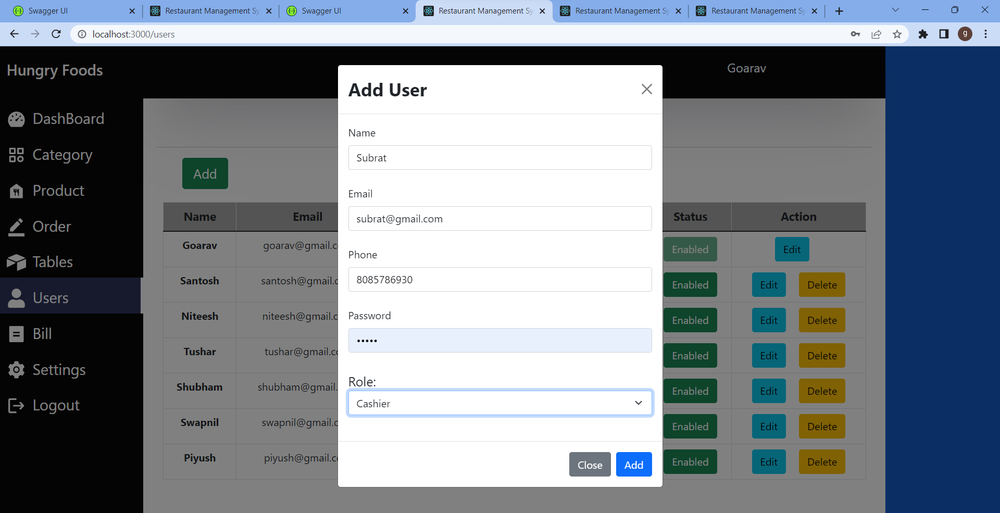 Swagger UI
Restaurant Management Sy
Swagger UI
Restaurant Management Sy
Restaurant Management Sy
Restaurant Management Sy
localhost:3000/users
g
Hungry Foods
Goarav
DashBoard
Category
Product
Order
Tables
Users
Bill
Settings
Logout
Add
Name Email Status Action
Goarav goarav@gmail.c Enabled Edit
Santosh santosh@gmail.c Enabled Edit Delete
Niteesh niteesh@gmail.c Enabled Edit Delete
Tushar tushar@gmail.co Enabled Edit Delete
Shubham shubham@gmail. Enabled Edit Delete
Swapnil swapnil@gmail.c Enabled Edit Delete
Piyush piyush@gmail.co Enabled Edit Delete
Add User
Name
Subrat
Email
subrat@gmail.com
Phone
8085786930
Password
•••••
Role:
Cashier
Close Add